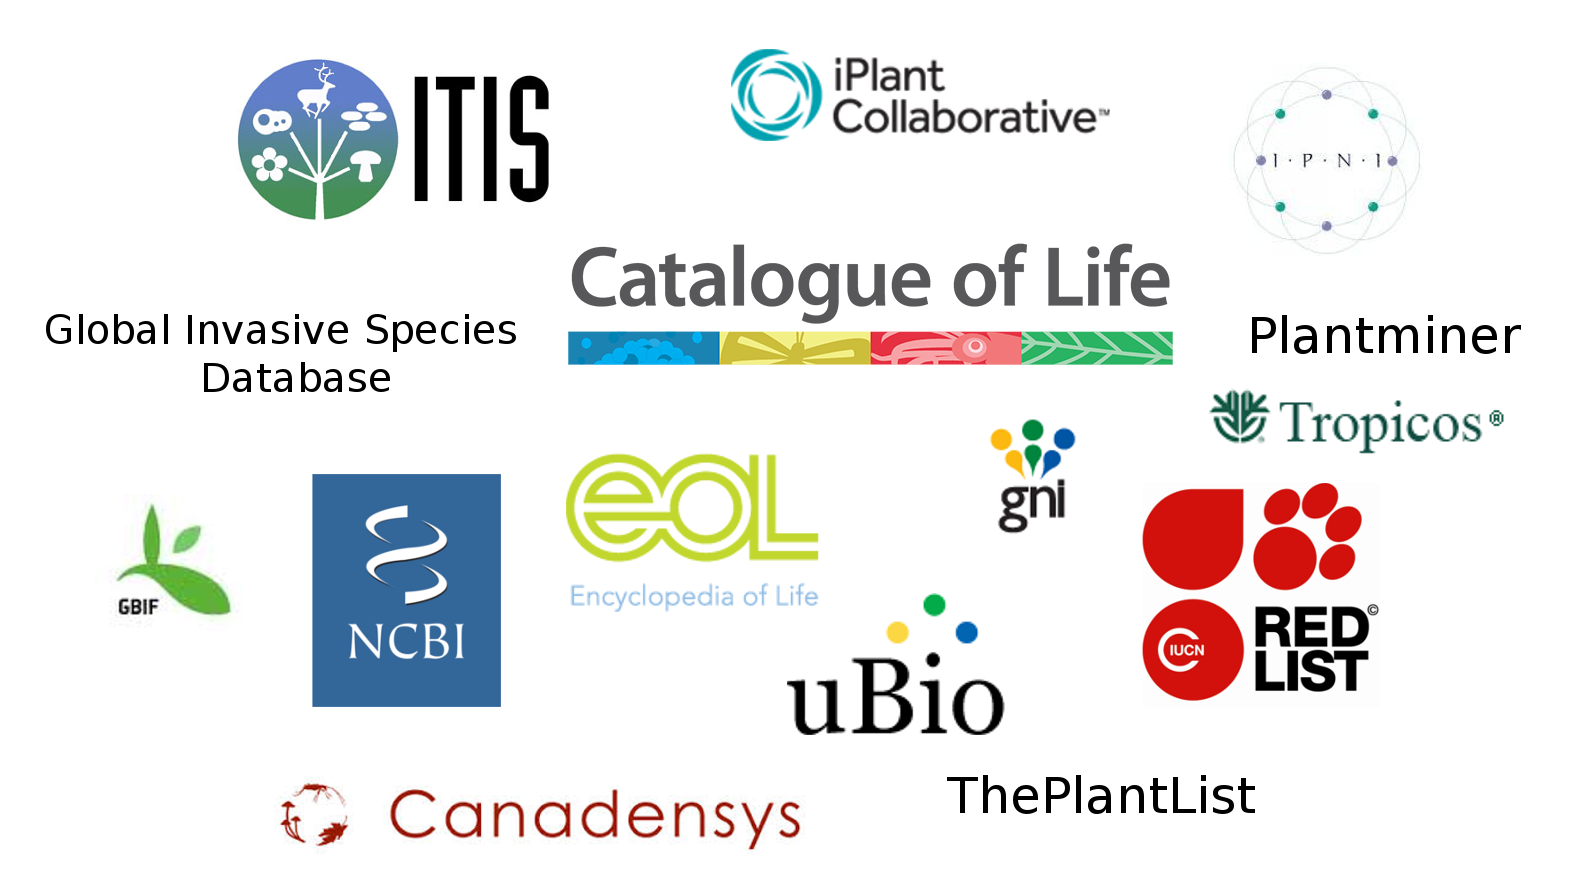 ITIS
iPlant
Collaborative™
I·P·N·I
Catalogue of Life
Global Invasive Species
Database
Plantminer
Tropicos®
gni
eOL
Encyclopedia of Life
GBIF
NCBI
IUCN
RED©
LIST
uBio
ThePlantList
Canadensys